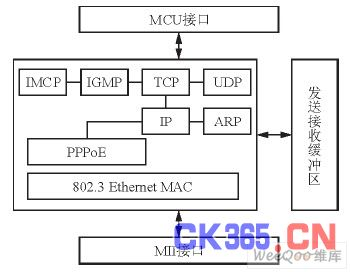 MCU接口
IMCP
IGMP
TCP
UDP
IP
ARP
PPPoE
802.3 Ethernet MAC
发送接收缓冲区
MII接口
CK365.CN
WeeQoo维库